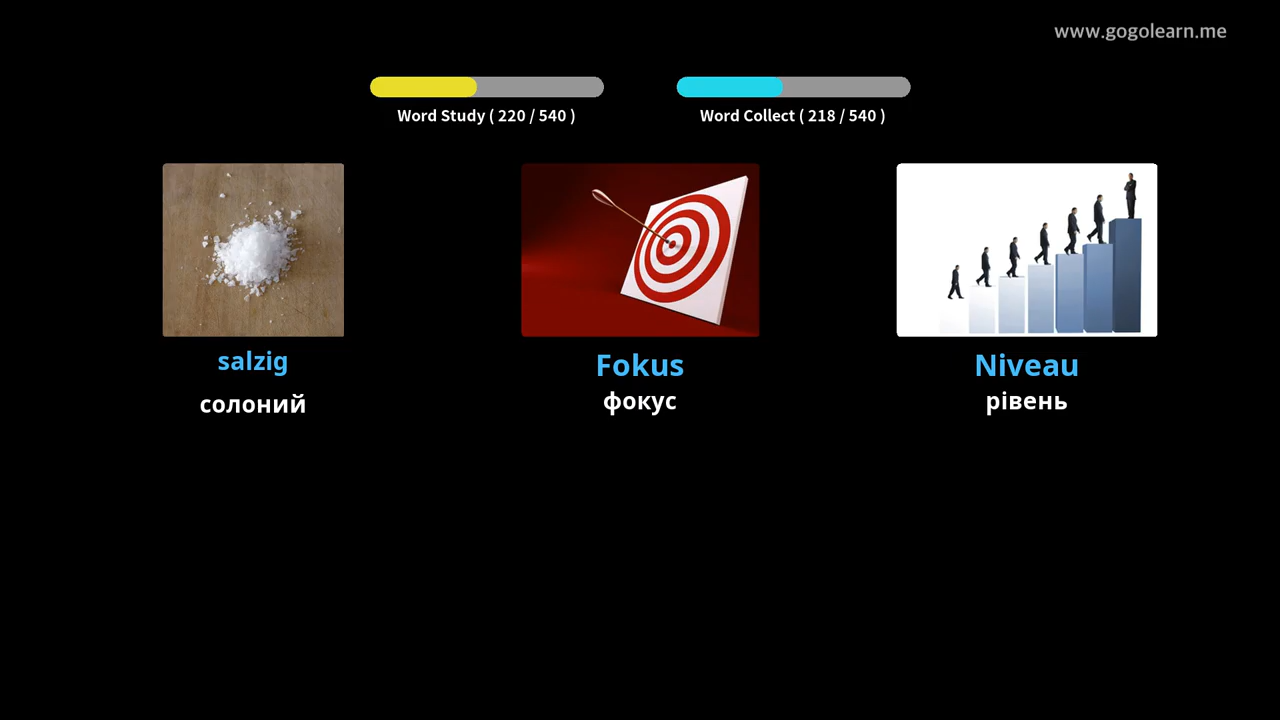 www.gogolearn.me
Word Study ( 220 / 540 )
Word Collect ( 218 / 540 )
salzig
солоний
Fokus
фокус
Niveau
рівень